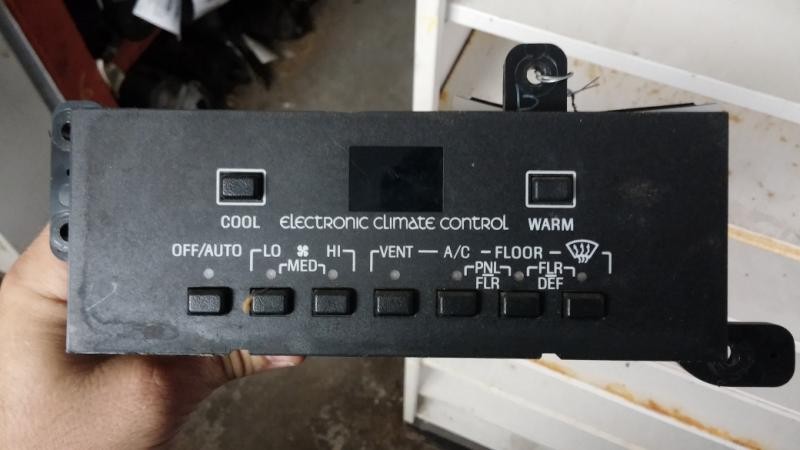 COOL electronic climate control WARM
OFF/AUTO LO HI VENT A/C FLOOR
MED PNL FLR
FLR DEF